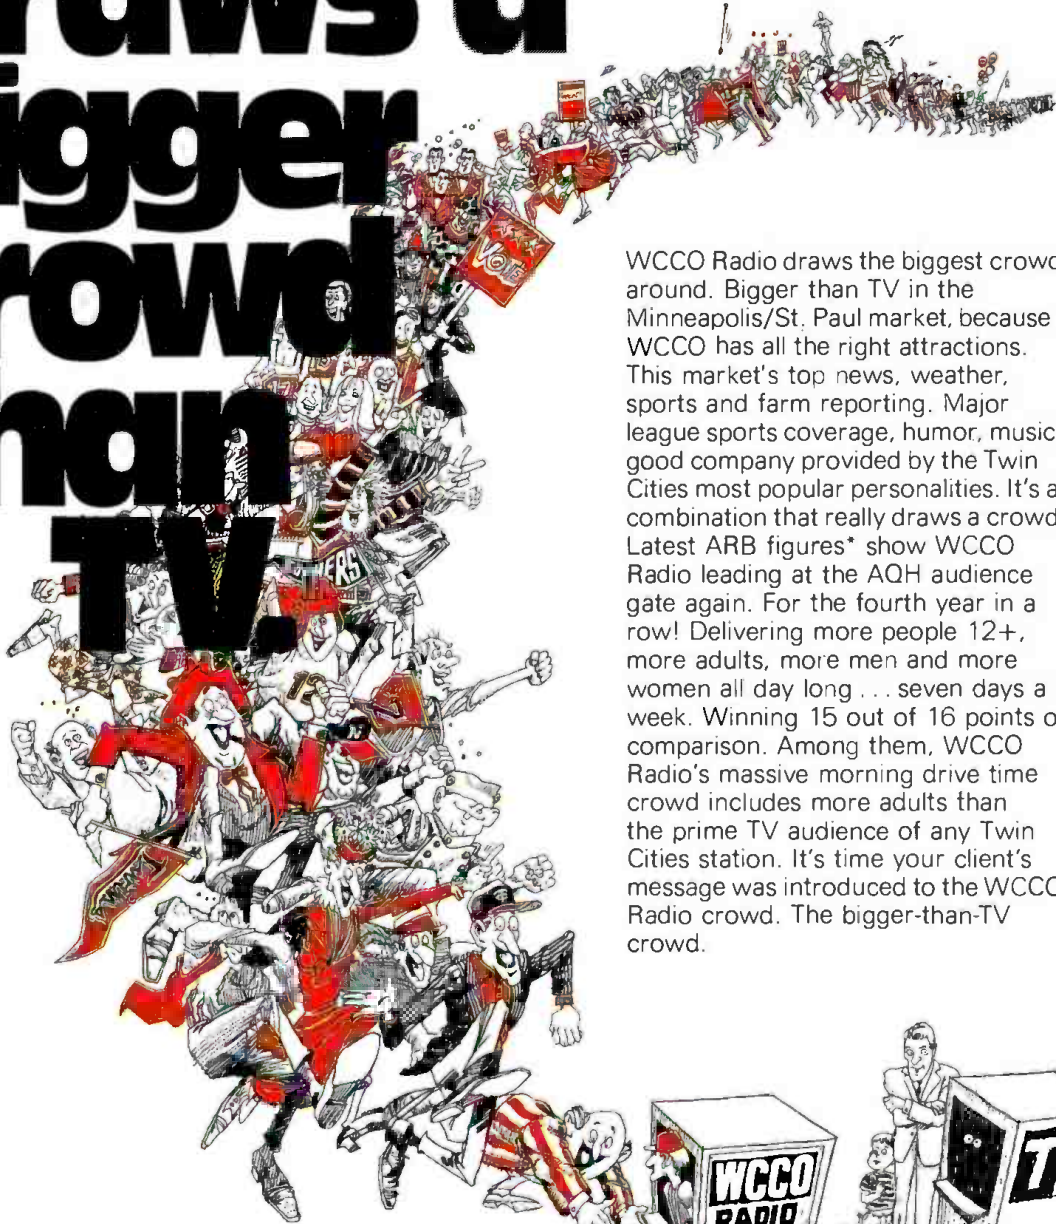 raws a
igger
rowd
han
TV.
VOTE
WCCO Radio draws the biggest crowd
around. Bigger than TV in the
Minneapolis/St. Paul market, because
WCCO has all the right attractions.
This market's top news, weather,
sports and farm reporting. Major
league sports coverage, humor, music,
good company provided by the Twin
Cities most popular personalities. It's a
combination that really draws a crowd.
Latest ARB figures* show WCCO
Radio leading at the AQH audience
gate again. For the fourth year in a
row! Delivering more people 12+,
more adults, more men and more
women all day long . . . seven days a
week. Winning 15 out of 16 points o
comparison. Among them, WCCO
Radio's massive morning drive time
crowd includes more adults than
the prime TV audience of any Twin
Cities station. It's time your client's
message was introduced to the WCCO
Radio crowd. The bigger-than-TV
crowd.
WCCO
RADIO
T